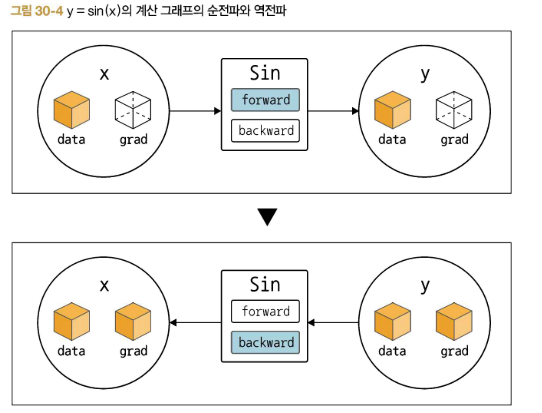 그림 30-4 y = sin(x)의 계산 그래프의 순전파와 역전파
x
Sin
y
forward
backward
data
grad
data
grad
x
Sin
y
forward
backward
data
grad
data
grad